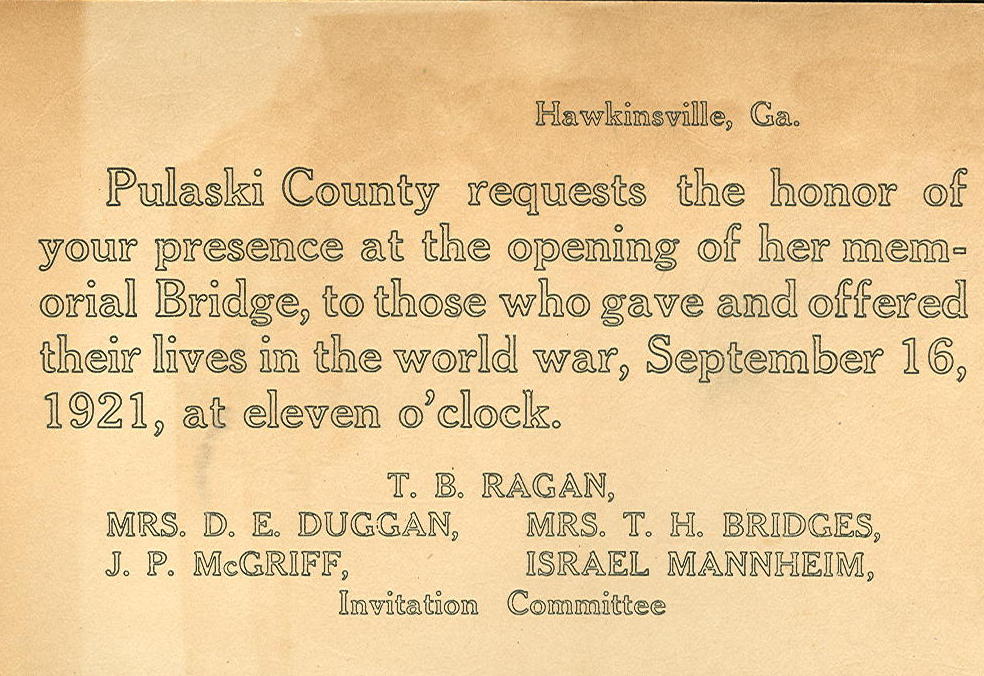 Hawkinsville, Ga.
Pulaski County requests the honor of
your presence at the opening of her mem-
orial Bridge, to those who gave and offered
their lives in the world war, September 16,
1921, at eleven o'clock.
T. B. RAGAN,
MRS. D. E. DUGGAN, MRS. T. H. BRIDGES,
J. P. McGRIFF, ISRAEL MANNHEIM,
Invitation Committee